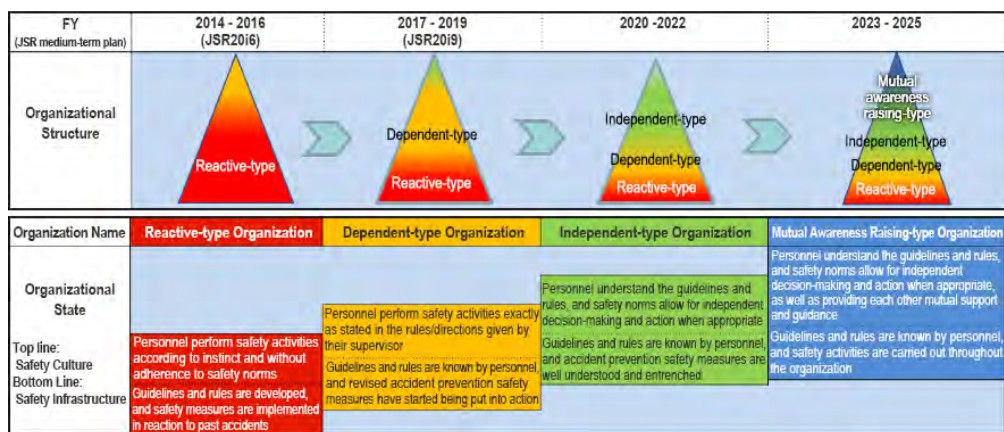 FY
(JSR medium-term plan)
2014 - 2016
(JSR20i6)
2017 - 2019
(JSR20i9)
2020 -2022
2023 - 2025
Organizational
Structure
Reactive-type
Dependent-type
Reactive-type
Independent-type
Dependent-type
Reactive-type
Mutual
awareness
raising-type
Independent-type
Dependent-type
Reactive-type
Organization Name
Reactive-type Organization
Dependent-type Organization
Independent-type Organization
Mutual Awareness Raising-type Organization
Organizational
State
Top line:
Safety Culture
Bottom Line:
Safety Infrastructure
Personnel perform safety activities
according to instinct and without
adherence to safety norms
Guidelines and rules are developed,
and safety measures are implemented
in reaction to past accidents
Personnel perform safety activities exactly
as stated in the rules/directions given by
their supervisor
Guidelines and rules are known by personnel,
and revised accident prevention safety
measures have started being put into action
Personnel understand the guidelines and
rules, and safety norms allow for independent
decision-making and action when appropriate
Guidelines and rules are known by personnel,
and accident prevention safety measures are
well understood and entrenched
Personnel understand the guidelines and rules,
and safety norms allow for independent
decision-making and action when appropriate,
as well as providing each other mutual support
and guidance
Guidelines and rules are known by personnel,
and safety activities are carried out throughout
the organization